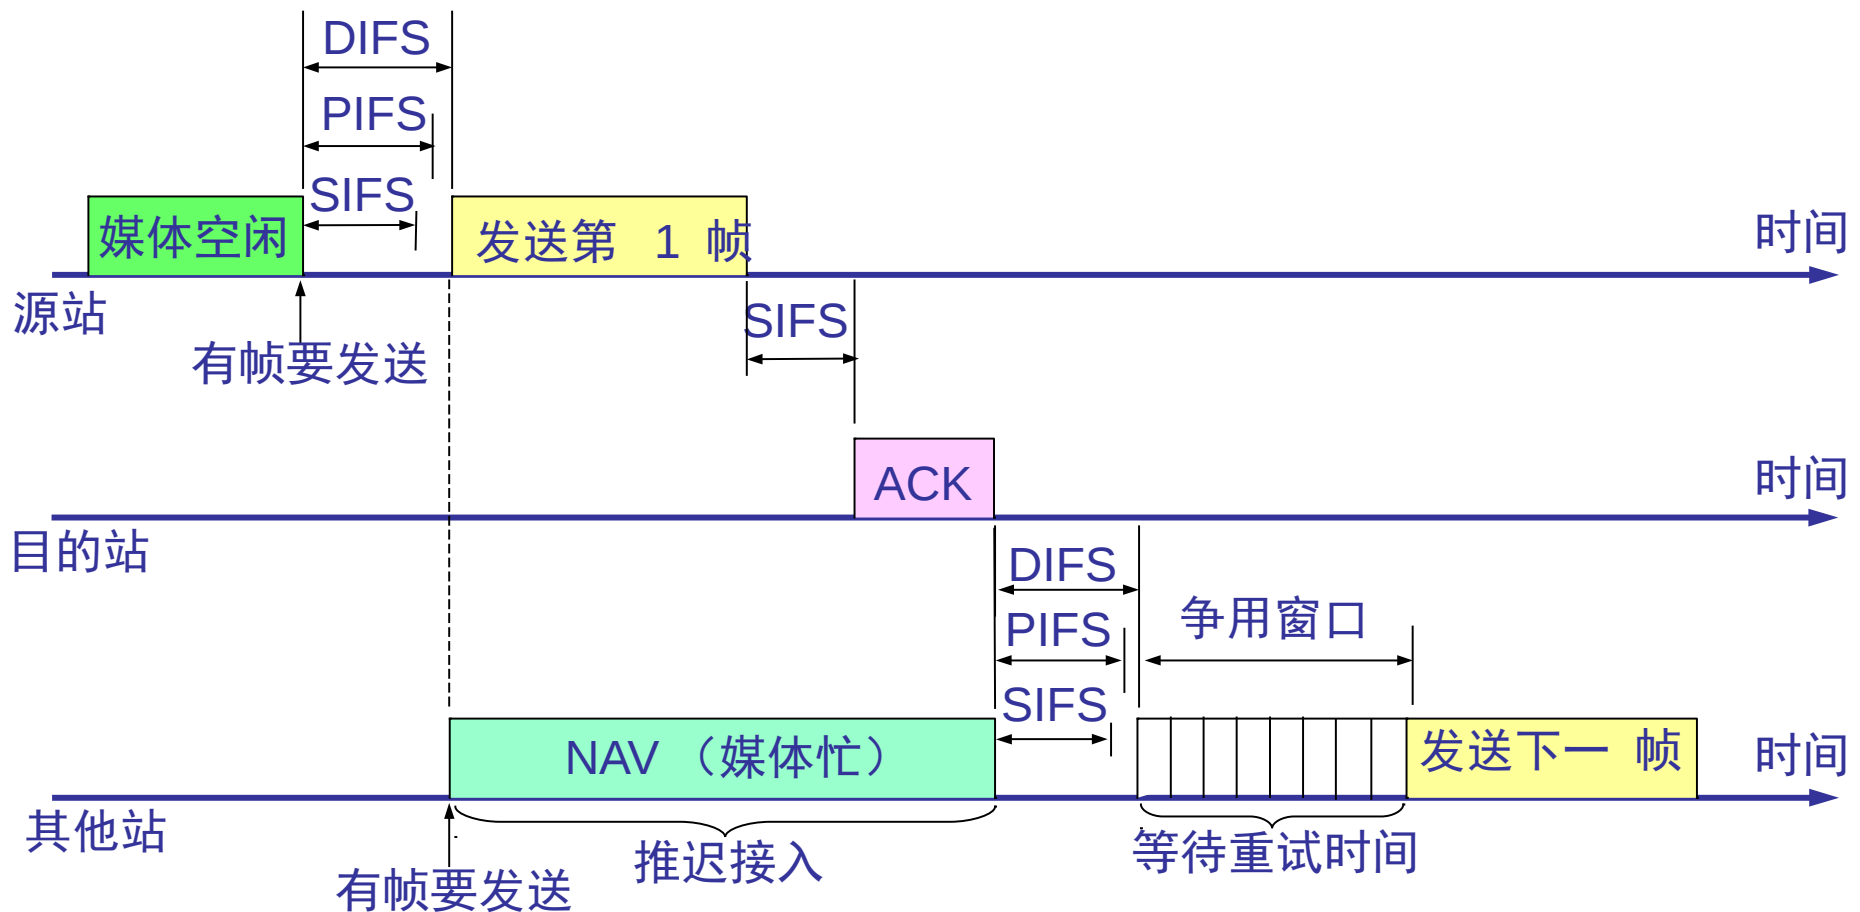 DIFS
PIFS
SIFS
媒体空闲
发送第 1 帧
时间
源站
有帧要发送
SIFS
ACK
时间
目的站
DIFS
PIFS
争用窗口
SIFS
NAV （媒体忙）
发送下一 帧
时间
其他站
推迟接入
等待重试时间
有帧要发送